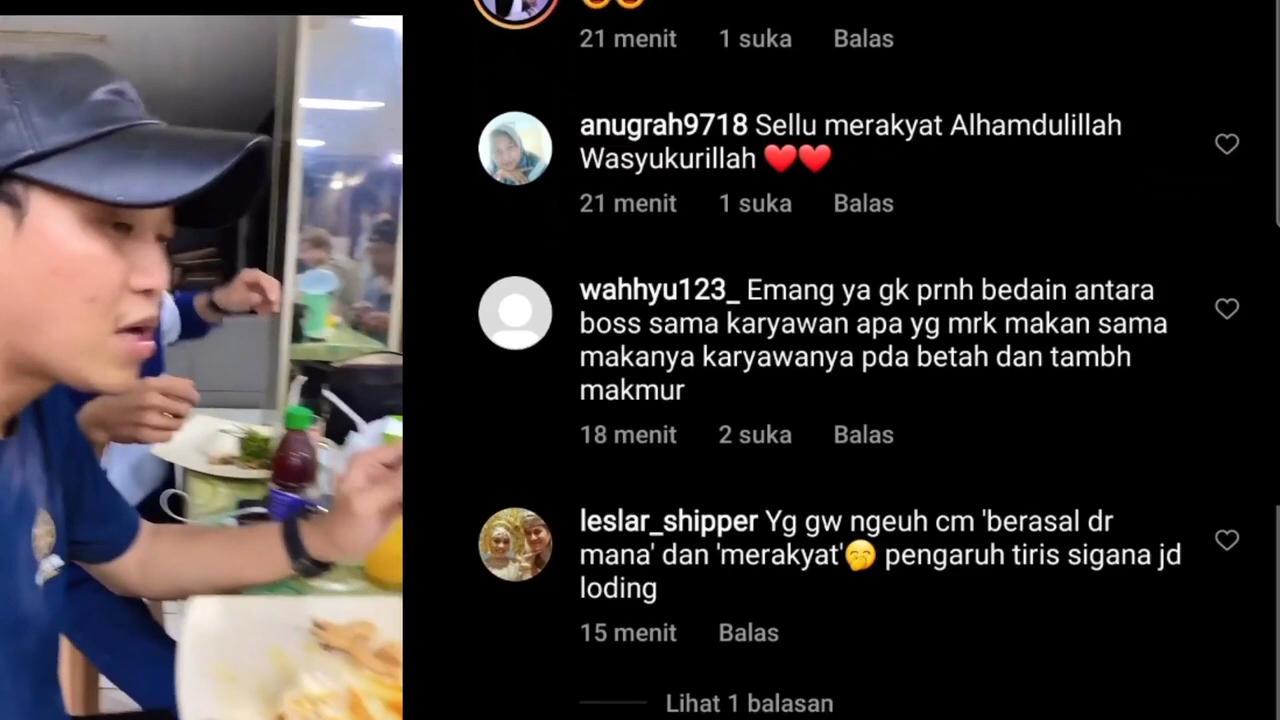 21 menit 1 suka Balas
anugrah9718 Sellu merakyat Alhamdulillah
Wasyukurillah ❤️❤️
21 menit 1 suka Balas
wahhyu123_ Emang ya gk prnh bedain antara
boss sama karyawan apa yg mrk makan sama
makanya karyawanya pda betah dan tambh
makmur
18 menit 2 suka Balas
leslar_shipper Yg gw ngeuh cm 'berasal dr
mana' dan 'merakyat'🤭 pengaruh tiris sigana jd
loding
15 menit Balas
Lihat 1 balasan